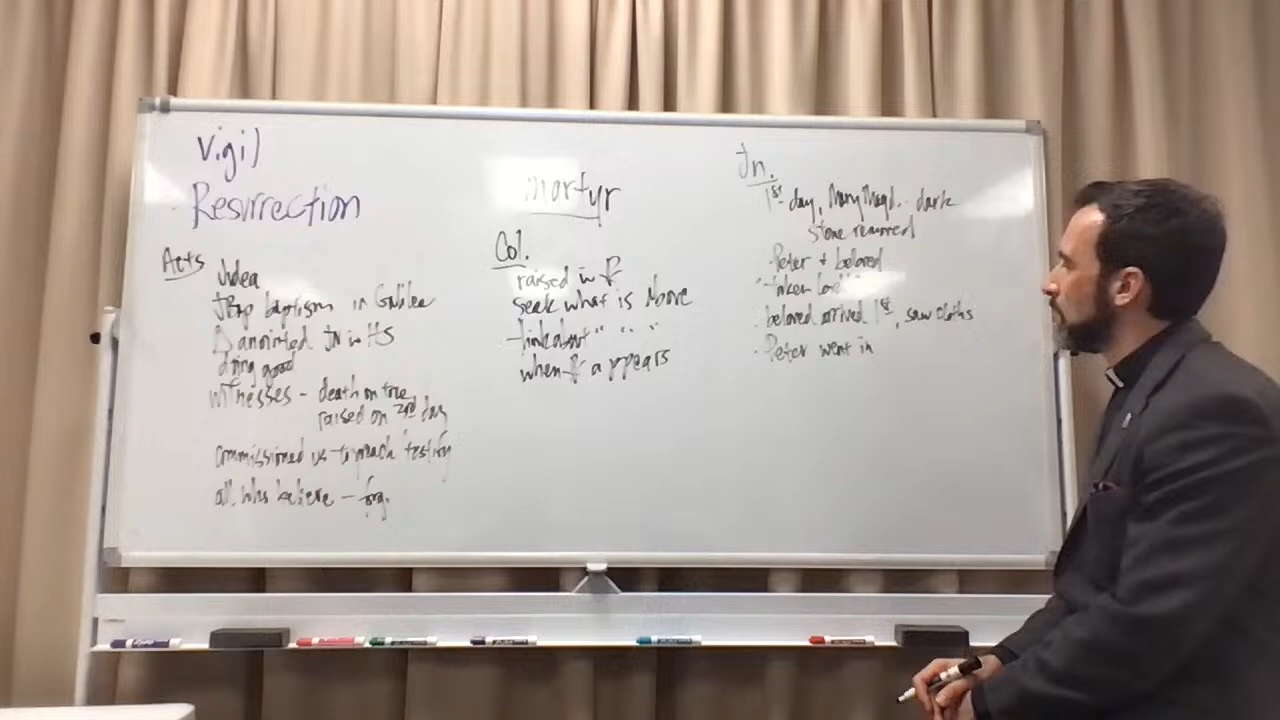 Vigil
Resurrection
Acts
Judea
JBap baptism in Galilee
anointed JN w HS
doing good
witnesses - death on tree
raised on 3rd day
commissioned us to preach testify
all who believe - forg.
Martyr
Col.
raised in
seek what is above
think about " " "
when appears
Jn.
1st day, Mary Magd. - dark
stone removed
Peter + beloved
"taken Lord"
beloved arrived 1st, saw cloths
Peter went in